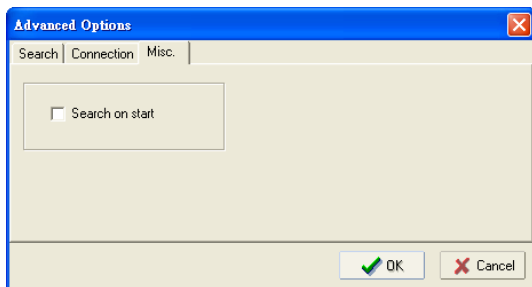 Advanced Options
Search Connection Misc.
Search on start
OK Cancel